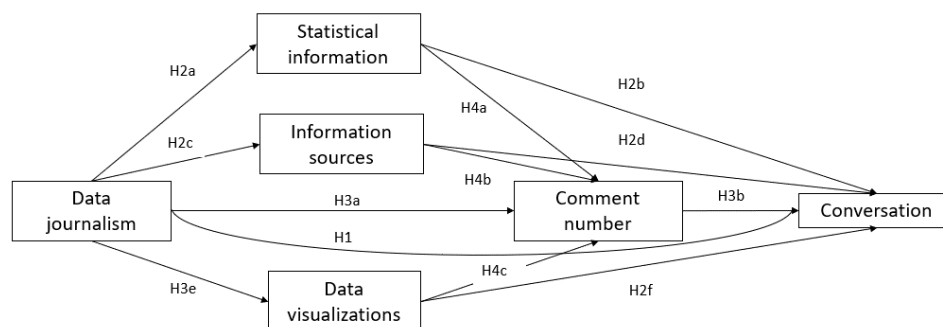 Statistical
information
H2a
H2b
H4a
H2c
Information
sources
H2d
H4b
Data
journalism
H3a
Comment
number
H3b
Conversation
H1
H4c
H3e
Data
visualizations
H2f